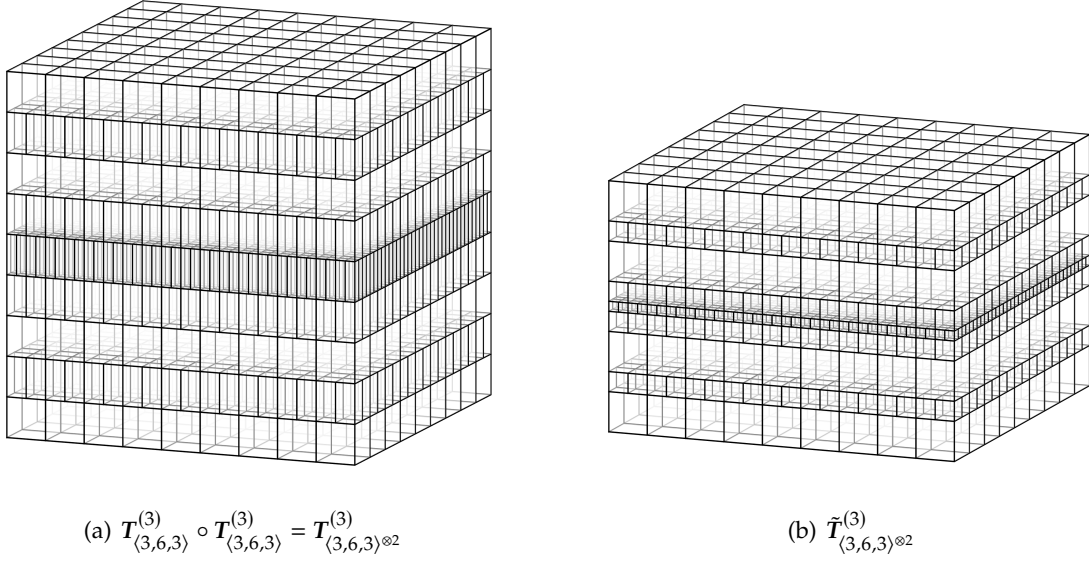 (a) T^{(3)}_{⟨3,6,3⟩} ∘ T^{(3)}_{⟨3,6,3⟩} = T^{(3)}_{⟨3,6,3⟩^{⊗2}}
(b) T̃^{(3)}_{⟨3,6,3⟩^{⊗2}}